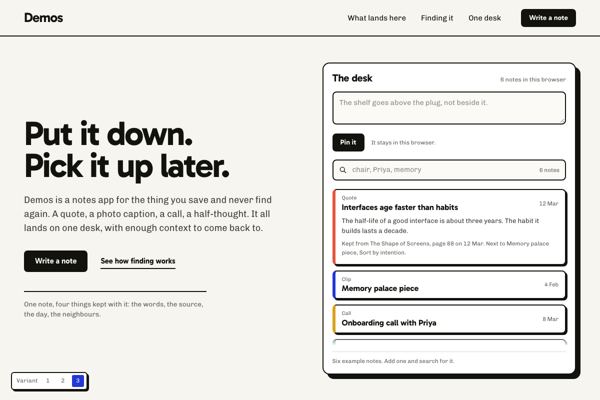 Demos
What lands here
Finding it
One desk
Write a note
Put it down.
Pick it up later.
Demos is a notes app for the thing you save and never find
again. A quote, a photo caption, a call, a half-thought. It all
lands on one desk, with enough context to come back to.
Write a note
See how finding works
One note, four things kept with it: the words, the source,
the day, the neighbours.
The desk
6 notes in this browser
The shelf goes above the plug, not beside it.
Pin it
It stays in this browser.
chair, Priya, memory
6 notes
Quote
Interfaces age faster than habits
12 Mar
The half-life of a good interface is about three years. The habit it
builds lasts a decade.
Kept from The Shape of Screens, page 68 on 12 Mar. Next to Memory palace
piece, Sort by intention.
Clip
Memory palace piece
4 Feb
Call
Onboarding call with Priya
8 Mar
Six example notes. Add one and search for it.
Variant 1 2 3